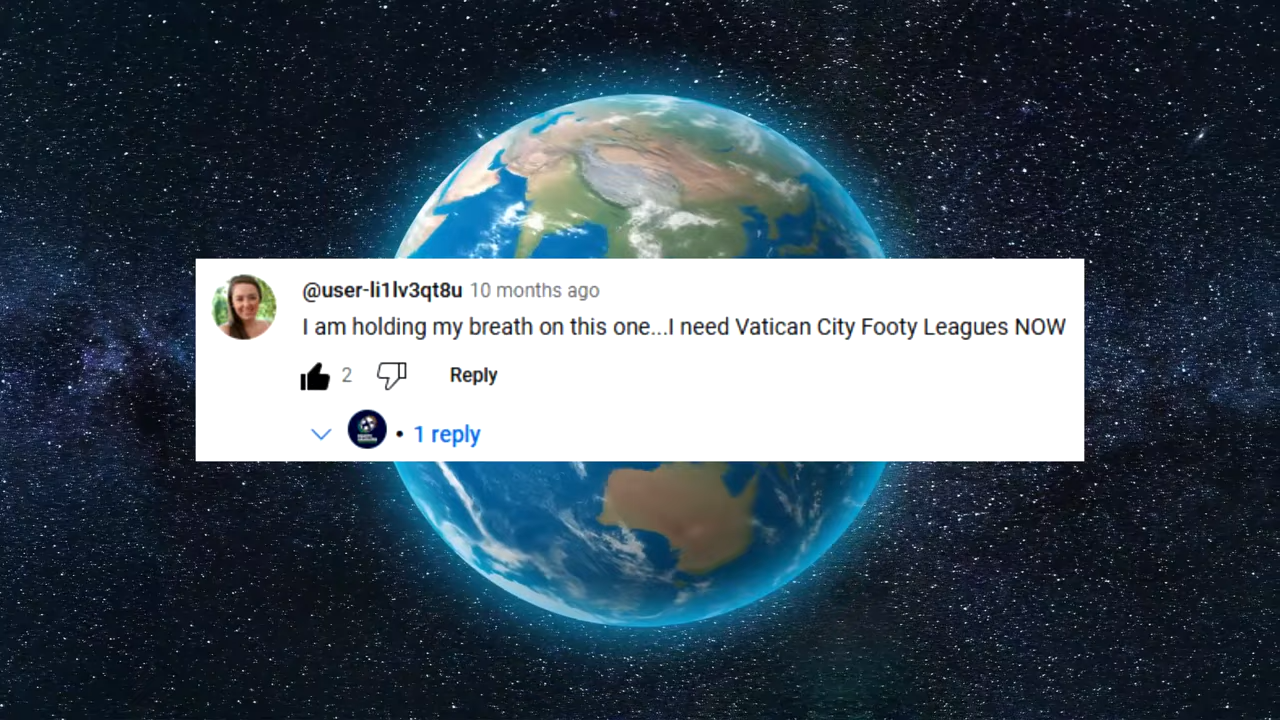 @user-li1lv3qt8u 10 months ago
I am holding my breath on this one...I need Vatican City Footy Leagues NOW
2 Reply
• 1 reply